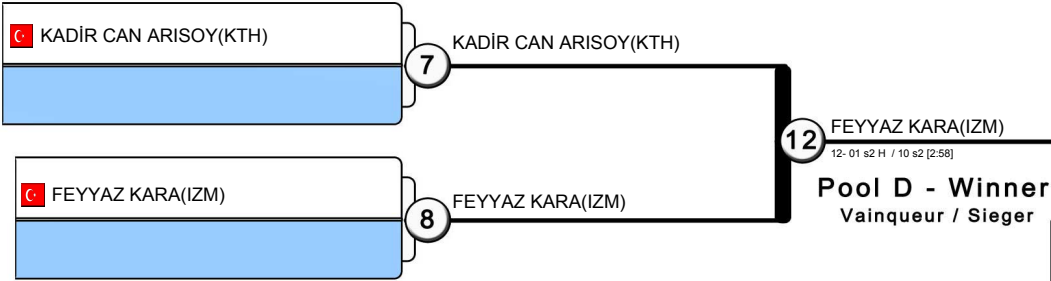 KADİR CAN ARISOY(KTH)
7
KADİR CAN ARISOY(KTH)
12
FEYYAZ KARA(IZM)
12- 01 s2 H / 10 s2 [2:58]
Pool D - Winner
Vainqueur / Sieger
FEYYAZ KARA(IZM)
8
FEYYAZ KARA(IZM)